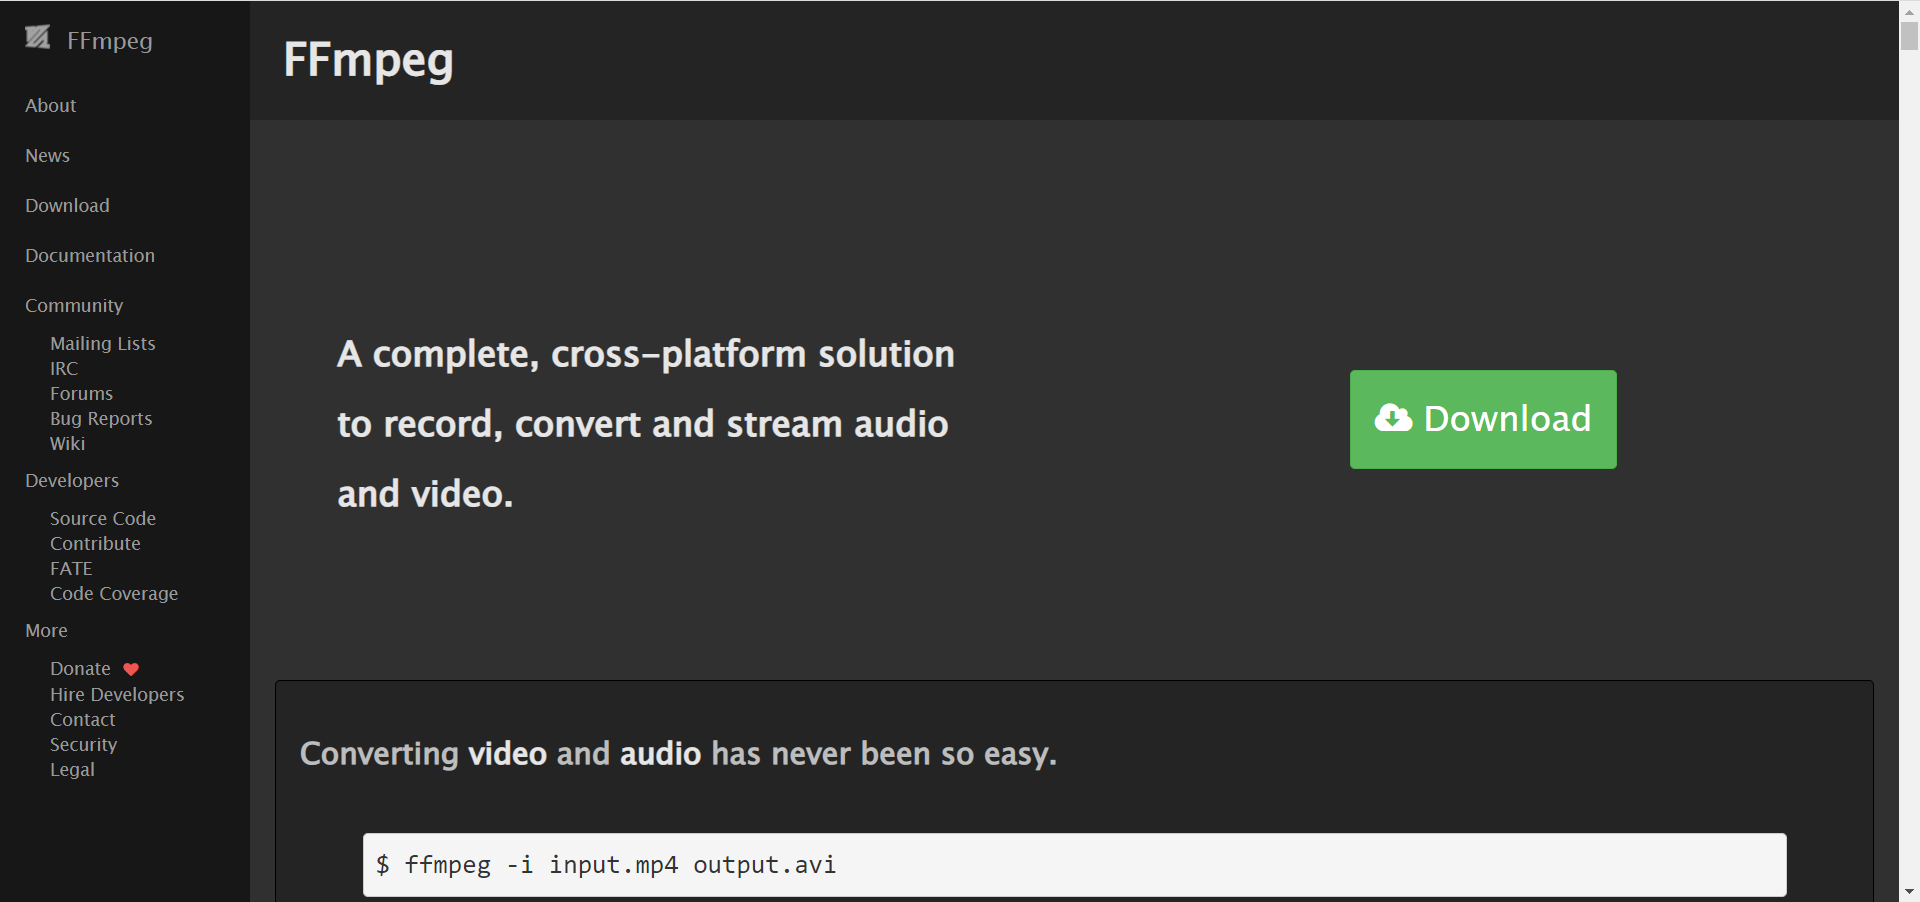 FFmpeg
About
News
Download
Documentation
Community
Mailing Lists
IRC
Forums
Bug Reports
Wiki
Developers
Source Code
Contribute
FATE
Code Coverage
More
Donate
Hire Developers
Contact
Security
Legal
FFmpeg
A complete, cross-platform solution
to record, convert and stream audio
and video.
Download
Converting video and audio has never been so easy.
$ ffmpeg -i input.mp4 output.avi